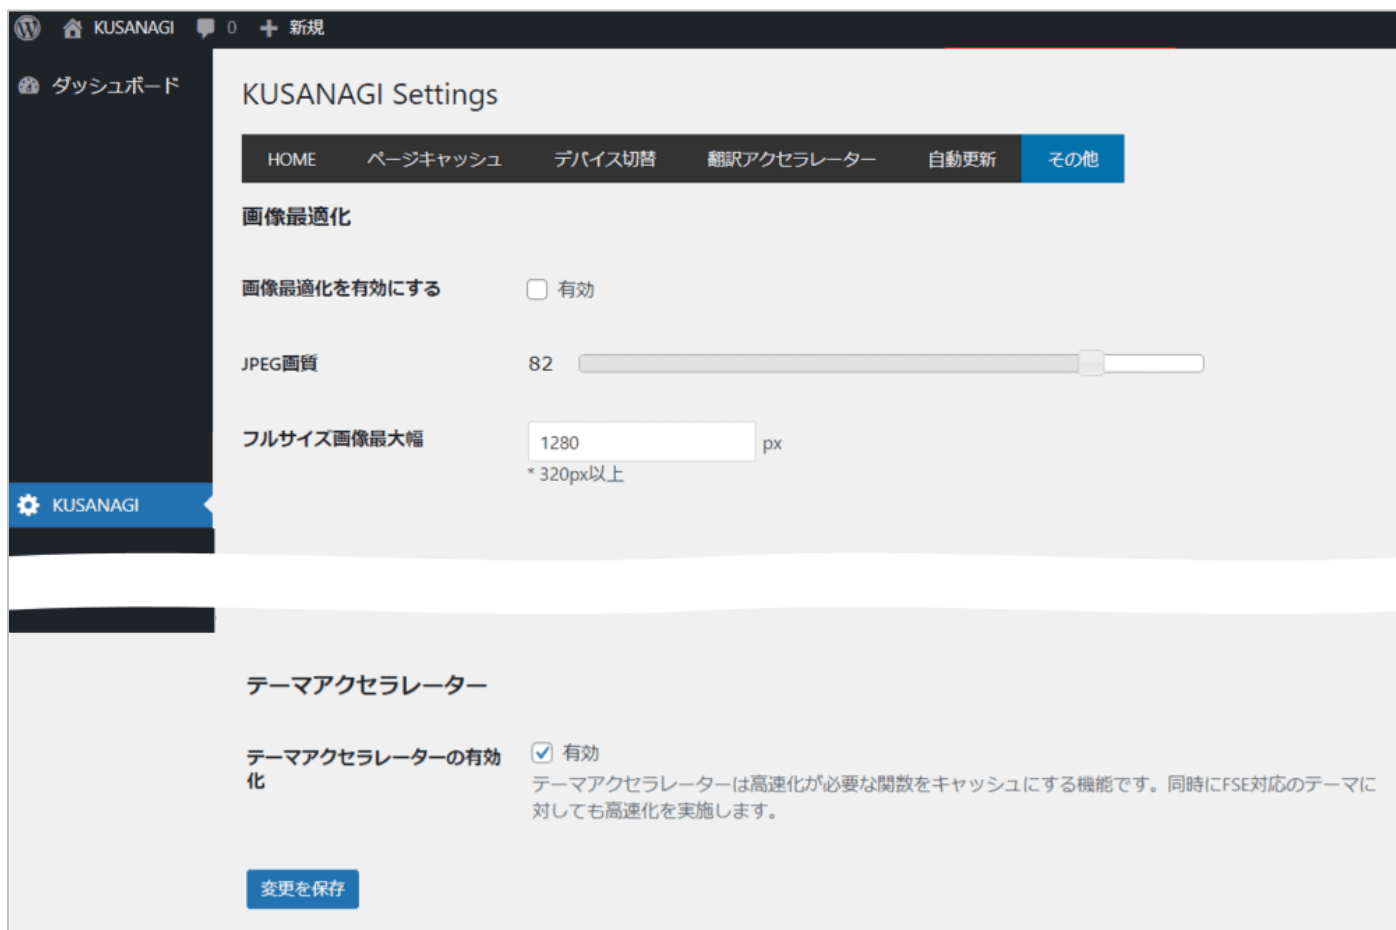 KUSANAGI 0 新規
ダッシュボード
KUSANAGI Settings
HOME ページキャッシュ デバイス切替 翻訳アクセラレーター 自動更新 その他
画像最適化
画像最適化を有効にする 有効
JPEG画質 82
フルサイズ画像最大幅 1280 px
* 320px以上
KUSANAGI
テーマアクセラレーター
テーマアクセラレーターの有効
化
有効
テーマアクセラレーターは高速化が必要な関数をキャッシュにする機能です。同時にFSE対応のテーマに
対しても高速化を実施します。
変更を保存